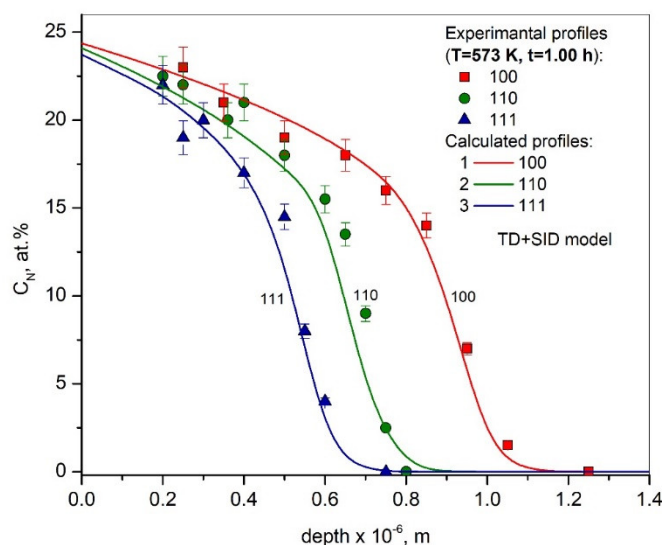 Experimantal profiles
(T=573 K, t=1.00 h):
100
110
111
Calculated profiles:
1 100
2 110
3 111
TD+SID model
C_N, at.%
25
20
15
10
5
0
111
110
100
0.0 0.2 0.4 0.6 0.8 1.0 1.2 1.4
depth x 10⁻⁶, m